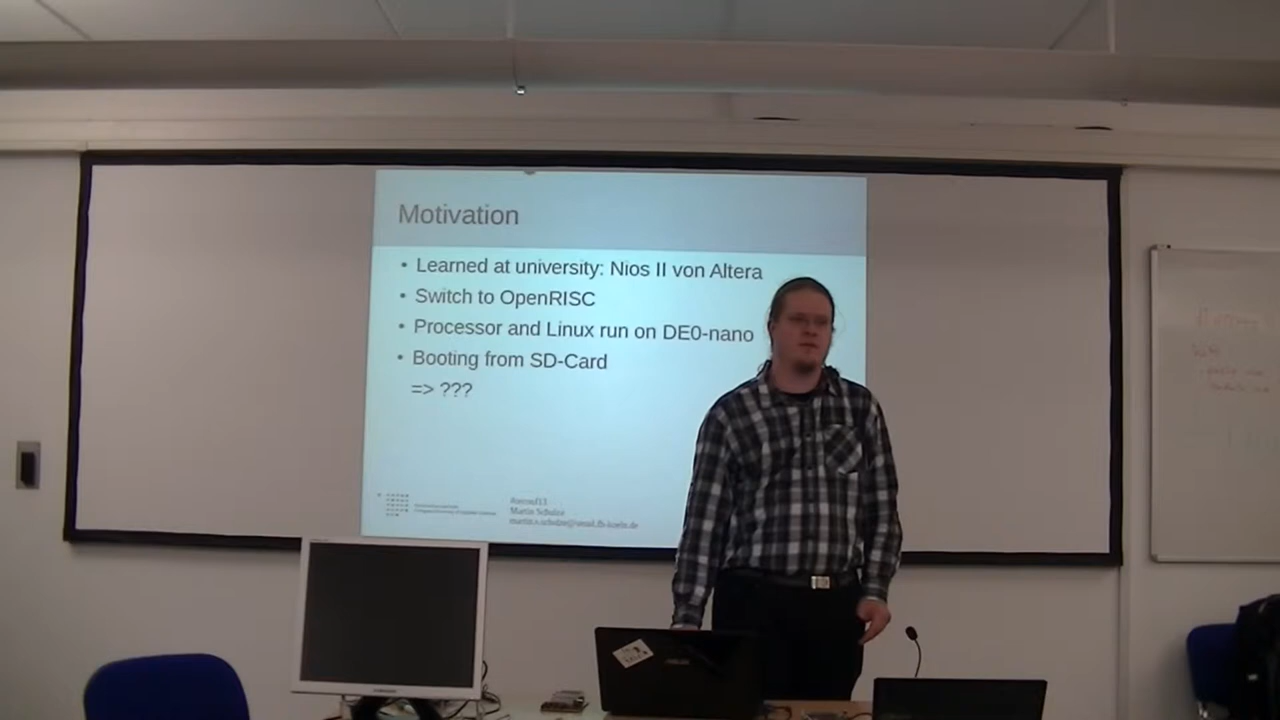 Motivation
• Learned at university: Nios II von Altera
• Switch to OpenRISC
• Processor and Linux run on DE0-nano
• Booting from SD-Card
=> ???
Martin Schulze